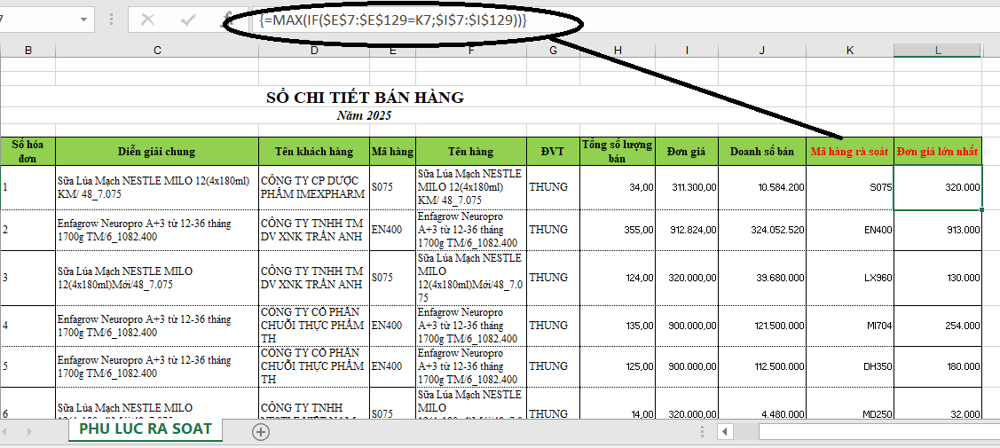 7
{=MAX(IF($E$7:$E$129=K7;$I$7:$I$129))}
B C D E F G H I J K L
SỔ CHI TIẾT BÁN HÀNG
Năm 2025
Số hóa đơn Diễn giải chung Tên khách hàng Mã hàng Tên hàng ĐVT Tổng số lượng bán Đơn giá Doanh số bán Mã hàng rà soát Đơn giá lớn nhất
1 Sữa Lúa Mạch NESTLE MILO 12(4x180ml) KM/ 48_7.075 CÔNG TY CP DƯỢC PHẨM IMEXPHARM S075 Sữa Lúa Mạch NESTLE MILO 12(4x180ml) KM/ 48_7.075 THUNG 34,00 311.300,00 10.584.200 S075 320.000
2 Enfagrow Neuropro A+3 từ 12-36 tháng 1700g TM/6_1082.400 CÔNG TY TNHH TM DV XNK TRẦN ANH EN400 Enfagrow Neuropro A+3 từ 12-36 tháng 1700g TM/6_1082.400 THUNG 355,00 912.824,00 324.052.520 EN400 913.000
3 Sữa Lúa Mạch NESTLE MILO 12(4x180ml)Mới/48_7.075 CÔNG TY TNHH TM DV XNK TRẦN ANH S075 Sữa Lúa Mạch NESTLE MILO 12(4x180ml)Mới/48_7.075 THUNG 124,00 320.000,00 39.680.000 LX960 130.000
4 Enfagrow Neuropro A+3 từ 12-36 tháng 1700g TM/6_1082.400 CÔNG TY CỔ PHẦN CHUỖI THỰC PHẨM TH EN400 Enfagrow Neuropro A+3 từ 12-36 tháng 1700g TM/6_1082.400 THUNG 135,00 900.000,00 121.500.000 MI704 254.000
5 Enfagrow Neuropro A+3 từ 12-36 tháng 1700g TM/6_1082.400 CÔNG TY CỔ PHẦN CHUỖI THỰC PHẨM TH EN400 Enfagrow Neuropro A+3 từ 12-36 tháng 1700g TM/6_1082.400 THUNG 125,00 900.000,00 112.500.000 DH350 180.000
6 Sữa Lúa Mạch NESTLE MILO CÔNG TY TNHH S075 Sữa Lúa Mạch NESTLE MILO THUNG 14,00 320.000,00 4.480.000 MD250 32.000
PHU LUC RA SOAT